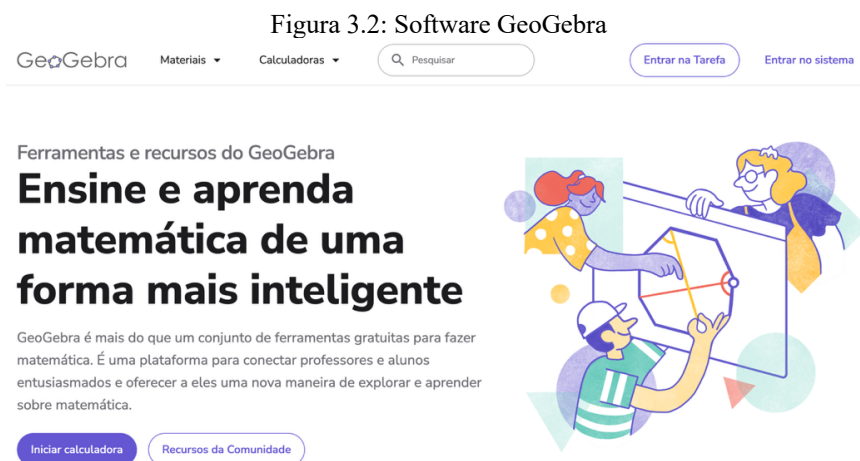 Figura 3.2: Software GeoGebra
GeoGebra Materiais Calculadoras Pesquisar Entrar na Tarefa Entrar no sistema
Ferramentas e recursos do GeoGebra
Ensine e aprenda
matemática de uma
forma mais inteligente
GeoGebra é mais do que um conjunto de ferramentas gratuitas para fazer
matemática. É uma plataforma para conectar professores e alunos
entusiasmados e oferecer a eles uma nova maneira de explorar e aprender
sobre matemática.
Iniciar calculadora Recursos da Comunidade